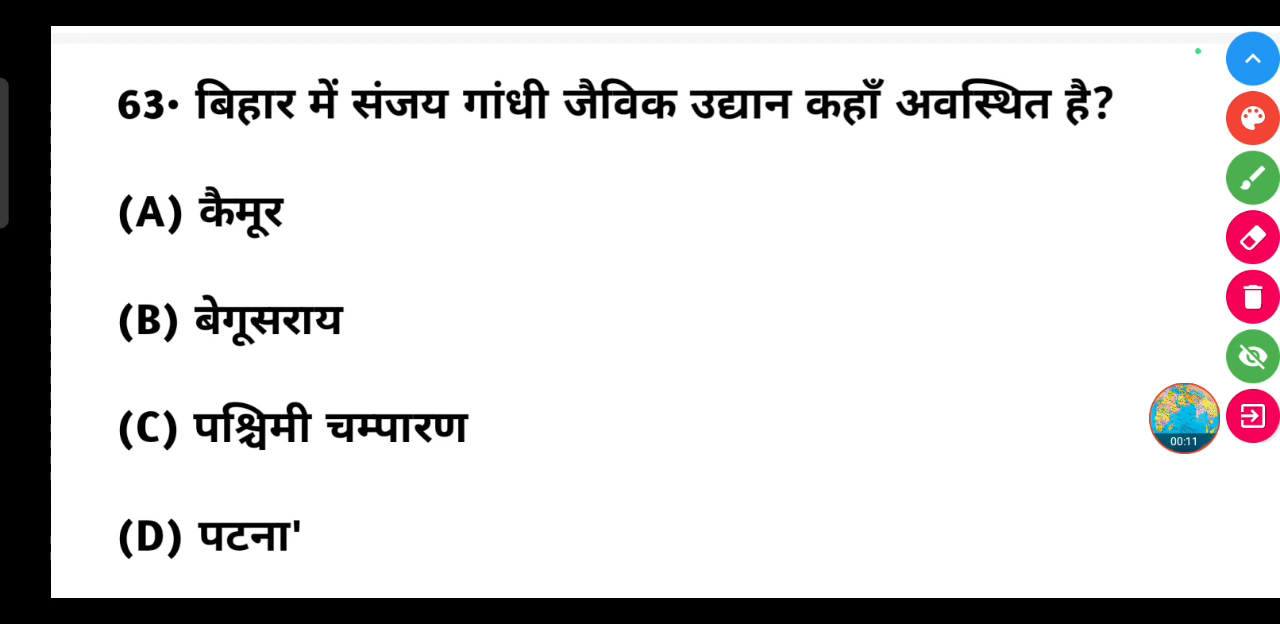 63· बिहार में संजय गांधी जैविक उद्यान कहाँ अवस्थित है?
(A) कैमूर
(B) बेगूसराय
(C) पश्चिमी चम्पारण
00:11
(D) पटना'